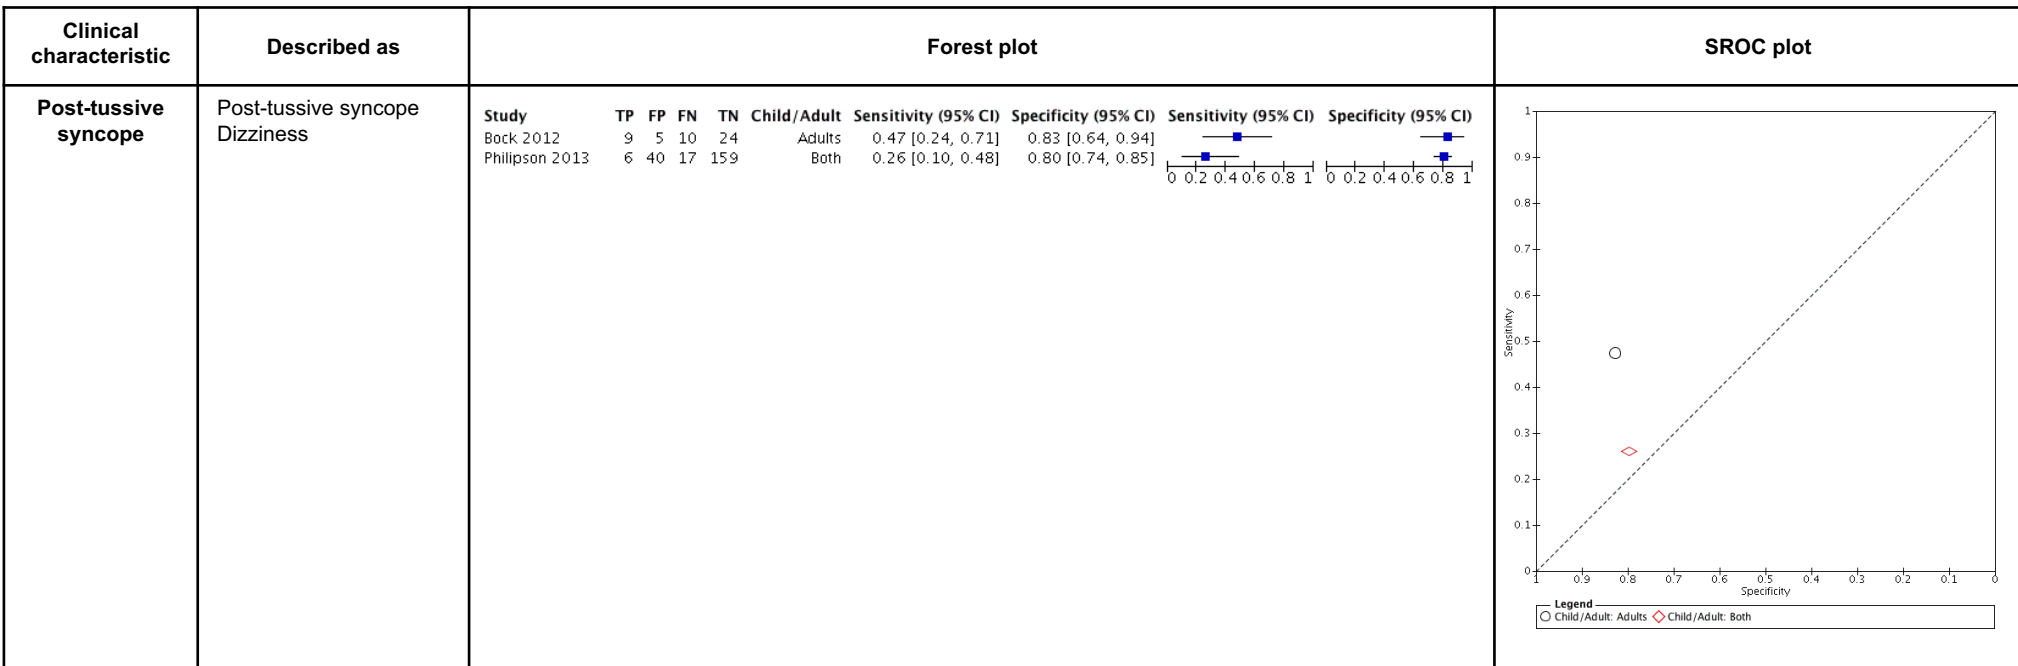 Clinical
characteristic
Described as
Forest plot
SROC plot
Post-tussive
syncope
Post-tussive syncope
Dizziness
Study TP FP FN TN Child/Adult Sensitivity (95% CI) Specificity (95% CI) Sensitivity (95% CI) Specificity (95% CI)
Bock 2012 9 5 10 24 Adults 0.47 [0.24, 0.71] 0.83 [0.64, 0.94]
Philipson 2013 6 40 17 159 Both 0.26 [0.10, 0.48] 0.80 [0.74, 0.85]
0 0.2 0.4 0.6 0.8 1 0 0.2 0.4 0.6 0.8 1
1
0.9
0.8
0.7
0.6
0.5
0.4
0.3
0.2
0.1
0
Sensitivity
1 0.9 0.8 0.7 0.6 0.5 0.4 0.3 0.2 0.1 0
Specificity
Legend
Child/Adult: Adults Child/Adult: Both